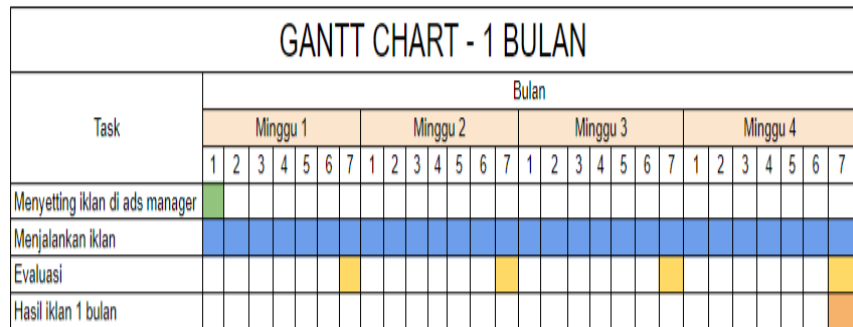 GANTT CHART - 1 BULAN
Bulan
Task
Minggu 1 Minggu 2 Minggu 3 Minggu 4
1 2 3 4 5 6 7 1 2 3 4 5 6 7 1 2 3 4 5 6 7 1 2 3 4 5 6 7
Menyetting iklan di ads manager
Menjalankan iklan
Evaluasi
Hasil iklan 1 bulan